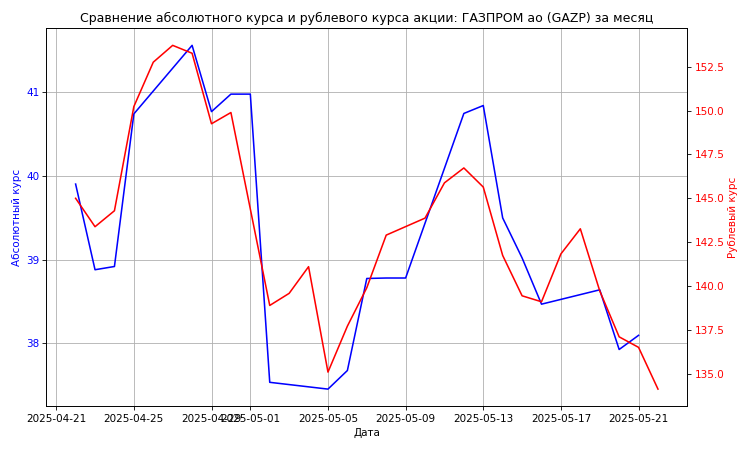 Сравнение абсолютного курса и рублевого курса акции: ГАЗПРОМ ао (GAZP) за месяц
41
40
39
38
Абсолютный курс
152.5
150.0
147.5
145.0
142.5
140.0
137.5
135.0
Рублевый курс
2025-04-21 2025-04-25 2025-04-29 2025-05-01 2025-05-05 2025-05-09 2025-05-13 2025-05-17 2025-05-21
Дата